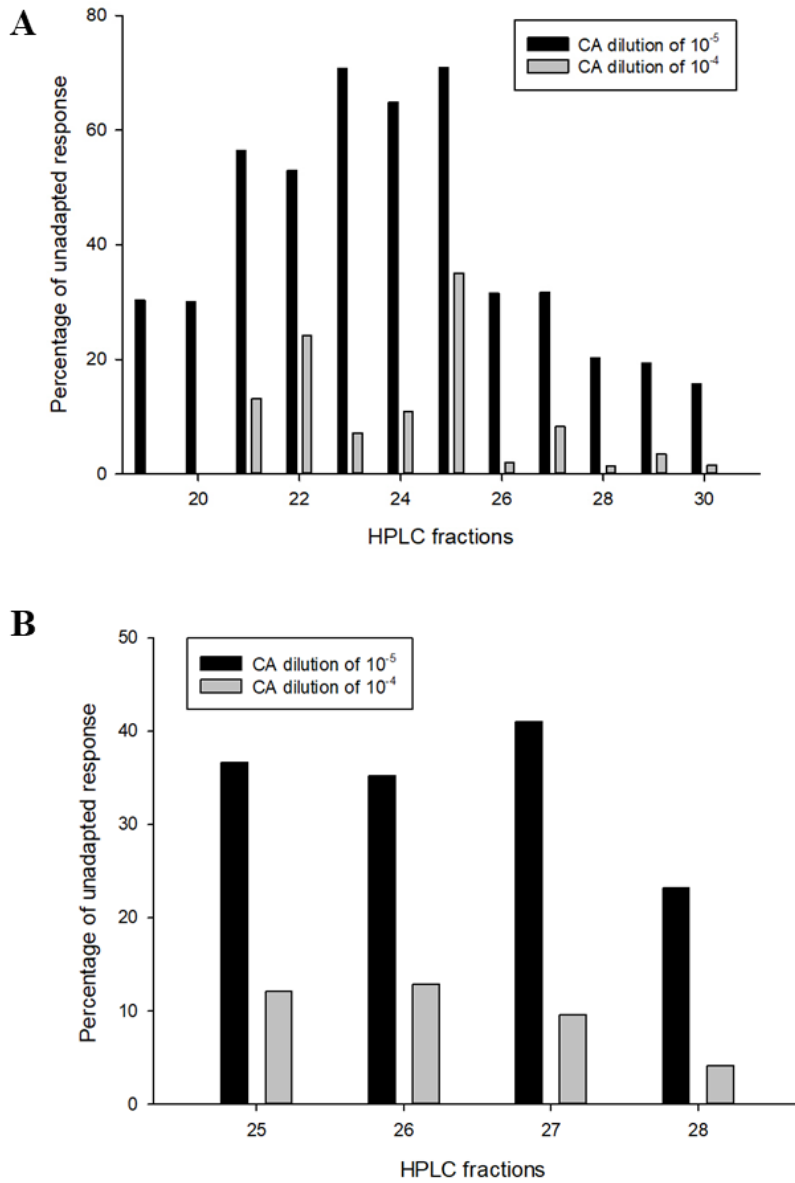 A
80
60
40
20
0
Percentage of unadapted response
CA dilution of 10⁻⁵
CA dilution of 10⁻⁴
20 22 24 26 28 30
HPLC fractions
B
50
40
30
20
10
0
Percentage of unadapted response
CA dilution of 10⁻⁵
CA dilution of 10⁻⁴
25 26 27 28
HPLC fractions